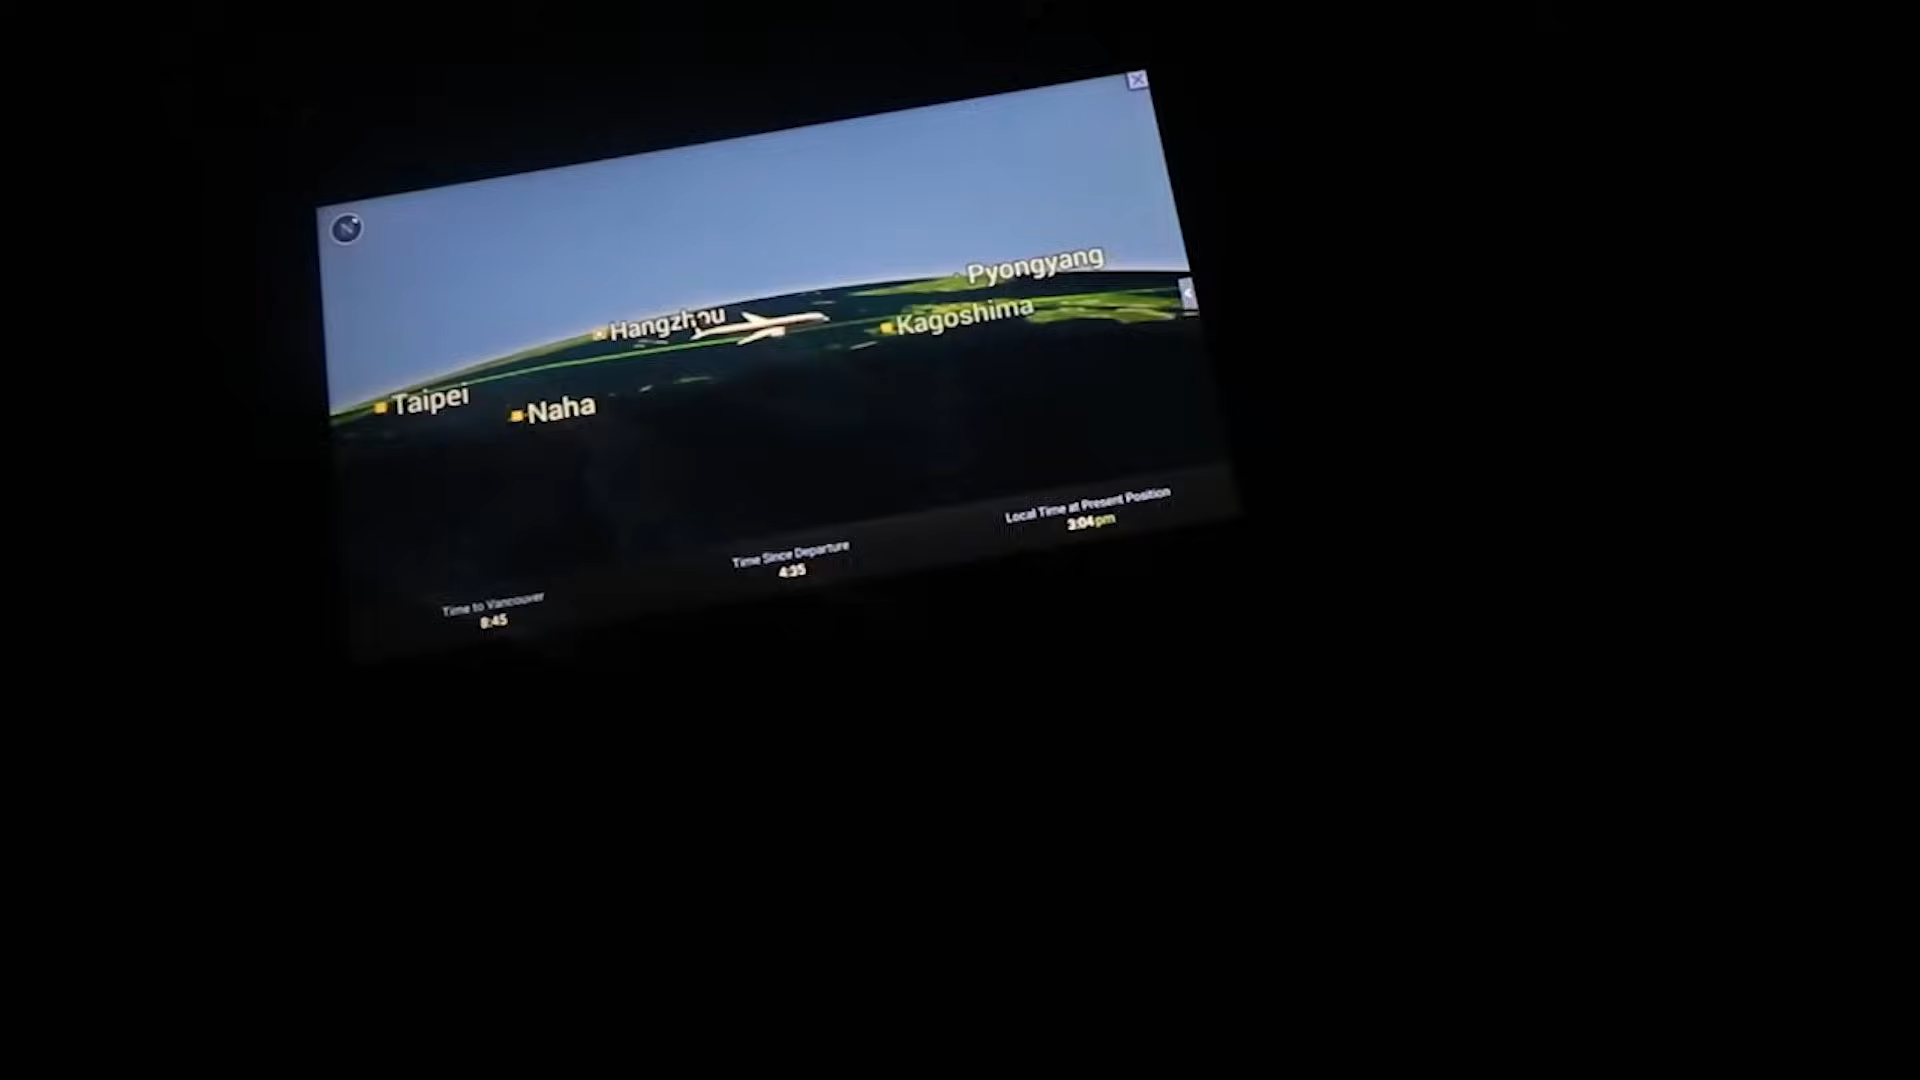 N
Pyongyang
Hangzhou
Kagoshima
Taipei
Naha
Local Time at Present Position
3:04pm
Time Since Departure
4:35
Time to Vancouver
8:45